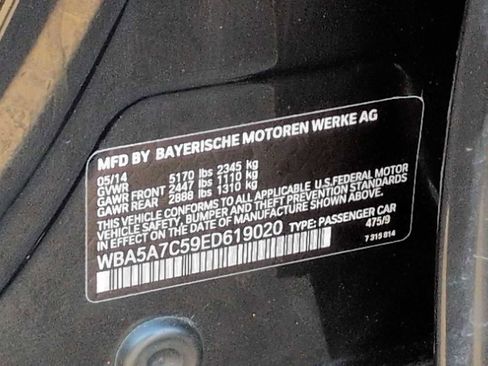 MFD BY BAYERISCHE MOTOREN WERKE AG
05/14 5170 lbs 2345 kg
GVWR
GAWR FRONT 2447 lbs 1110 kg
GAWR REAR 2888 lbs 1310 kg
THIS VEHICLE CONFORMS TO ALL APPLICABLE U.S.FEDERAL MOTOR
VEHICLE SAFETY, BUMPER AND THEFT PREVENTION STANDARDS
IN EFFECT ON THE DATE OF MANUFACTURE SHOWN ABOVE.
WBA5A7C59ED619020 TYPE: PASSENGER CAR
475/9
7 319 814